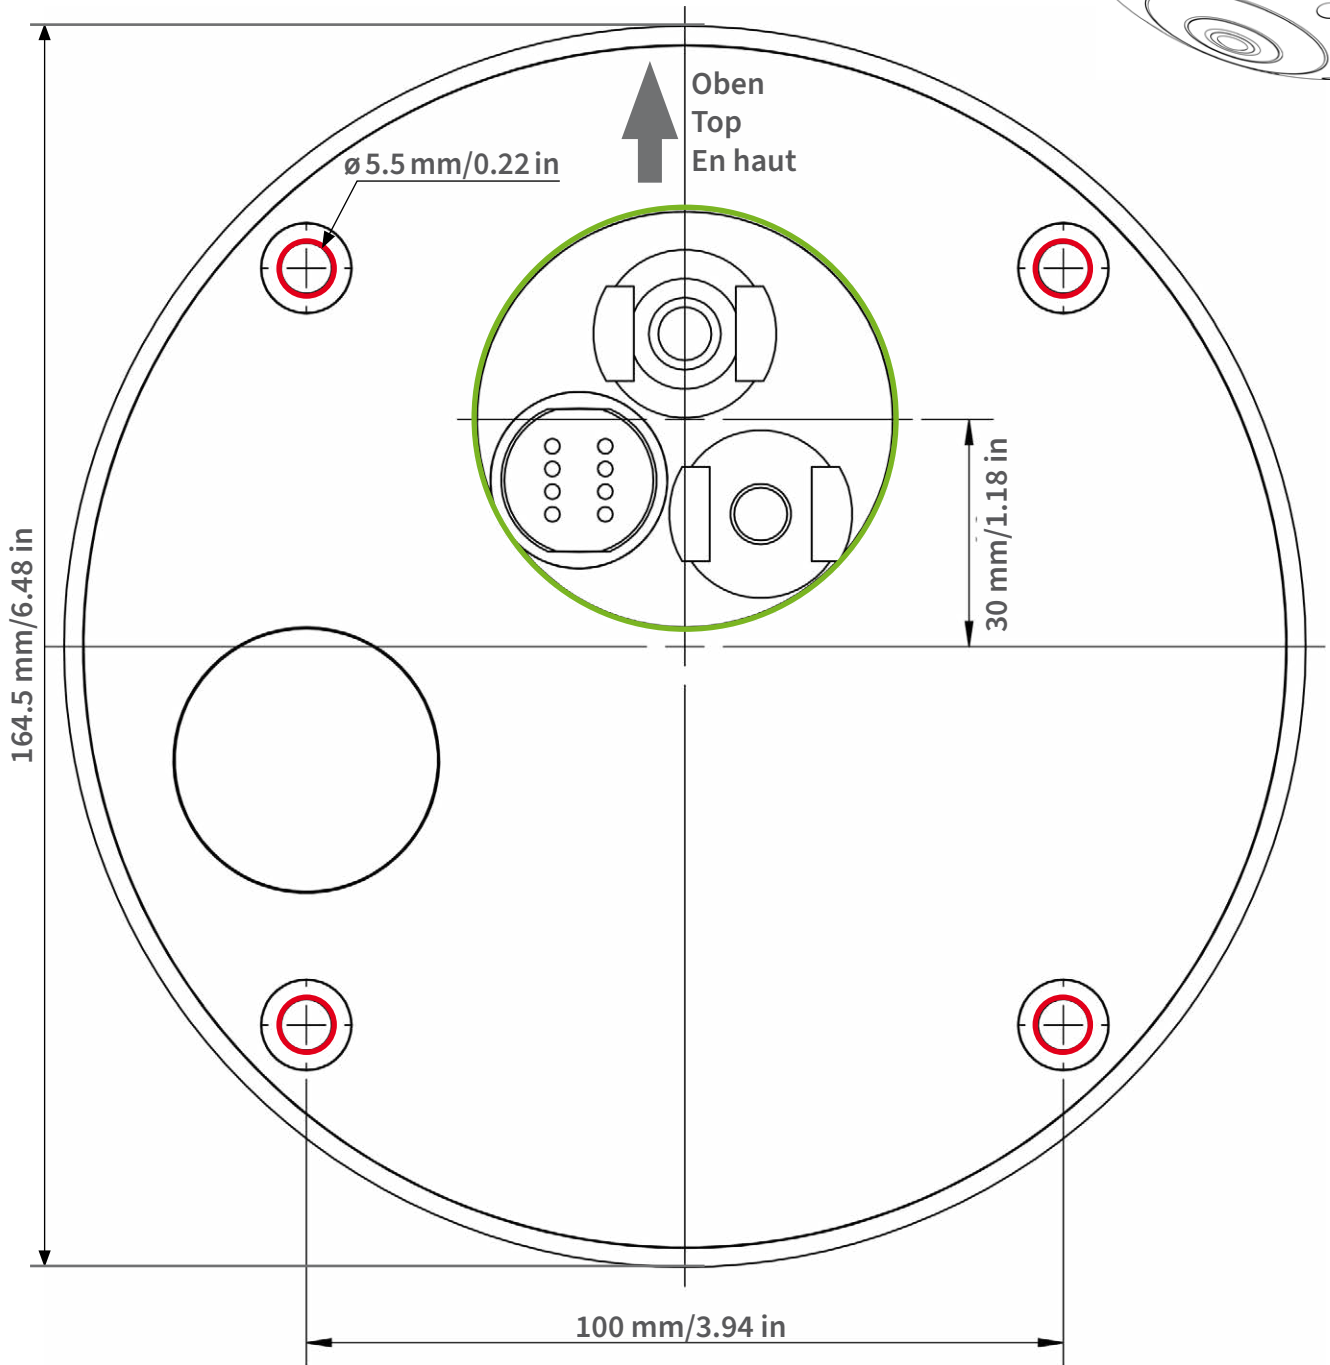 Oben
Top
En haut
ø 5.5 mm/0.22 in
30 mm/1.18 in
164.5 mm/6.48 in
100 mm/3.94 in